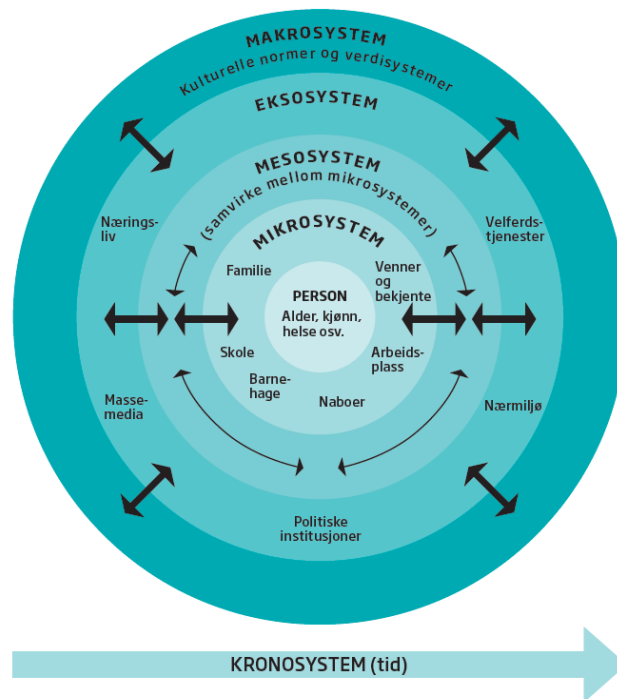 MAKROSYSTEM
Kulturelle normer og verdisystemer
EKSOSYSTEM
MESOSYSTEM
(samvirke mellom mikrosystemer)
Nærings-
liv
Velferds-
tjenester
MIKROSYSTEM
Familie
Venner
og
bekjente
PERSON
Alder, kjønn,
helse osv.
Skole
Barne-
hage
Naboer
Arbeids-
plass
Masse-
media
Nærmiljø
Politiske
institusjoner
KRONOSYSTEM (tid)